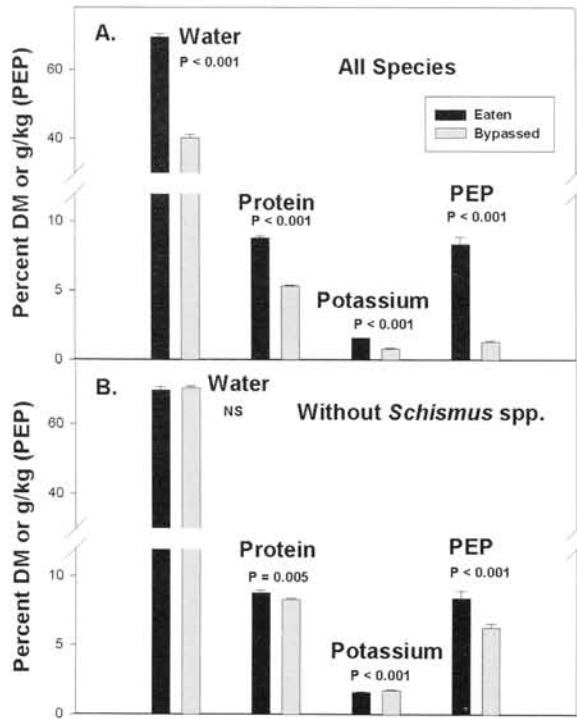 A.
Water
P < 0.001
All Species
Eaten
Bypassed
60
40
Protein
P < 0.001
PEP
P < 0.001
10
Potassium
P < 0.001
5
0
Percent DM or g/kg (PEP)
B.
Water
NS
Without Schismus spp.
60
40
Protein
P = 0.005
PEP
P < 0.001
10
Potassium
P < 0.001
5
0
Percent DM or g/kg (PEP)